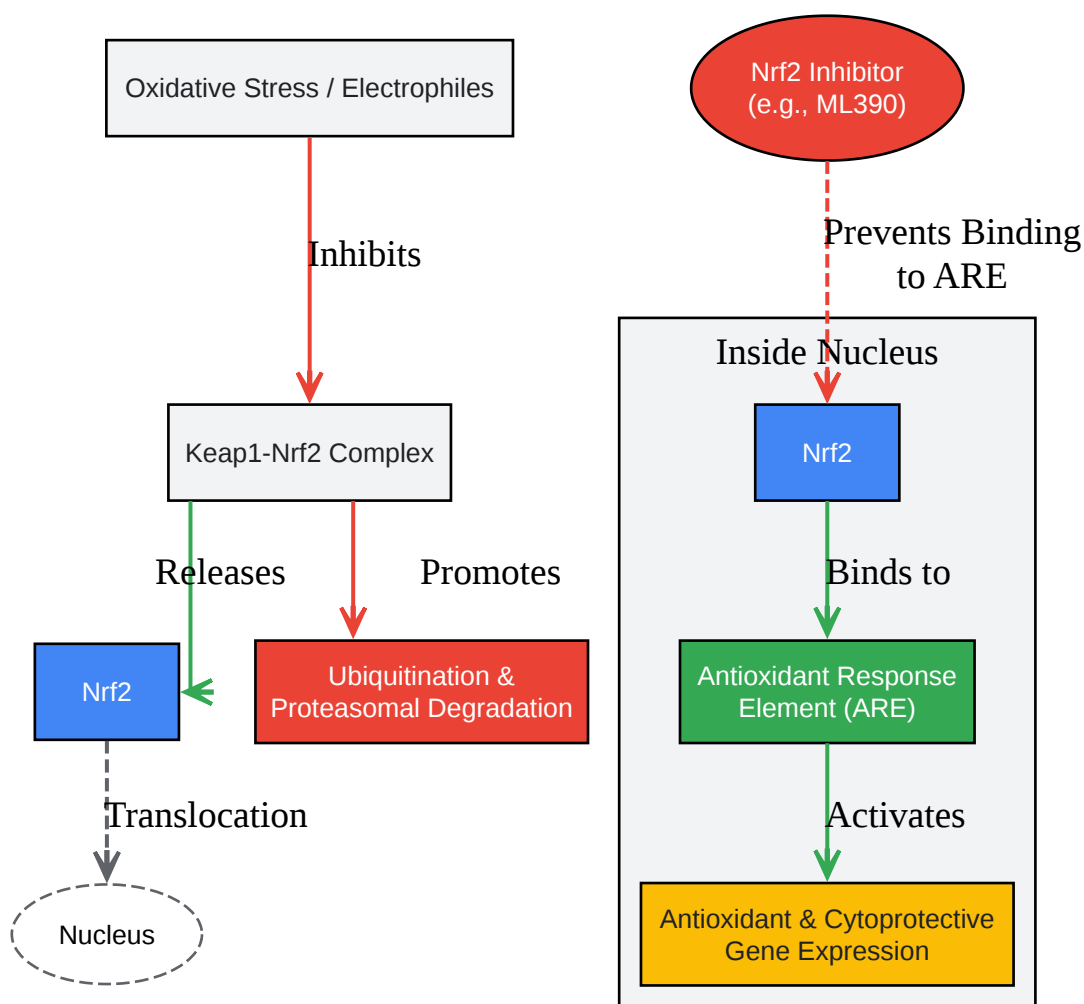 Oxidative Stress / Electrophiles
Nrf2 Inhibitor
(e.g., ML390)
Inhibits
Prevents Binding
to ARE
Inside Nucleus
Keap1-Nrf2 Complex
Nrf2
Releases
Promotes
Binds to
Nrf2
Ubiquitination &
Proteasomal Degradation
Antioxidant Response
Element (ARE)
Translocation
Activates
Nucleus
Antioxidant & Cytoprotective
Gene Expression